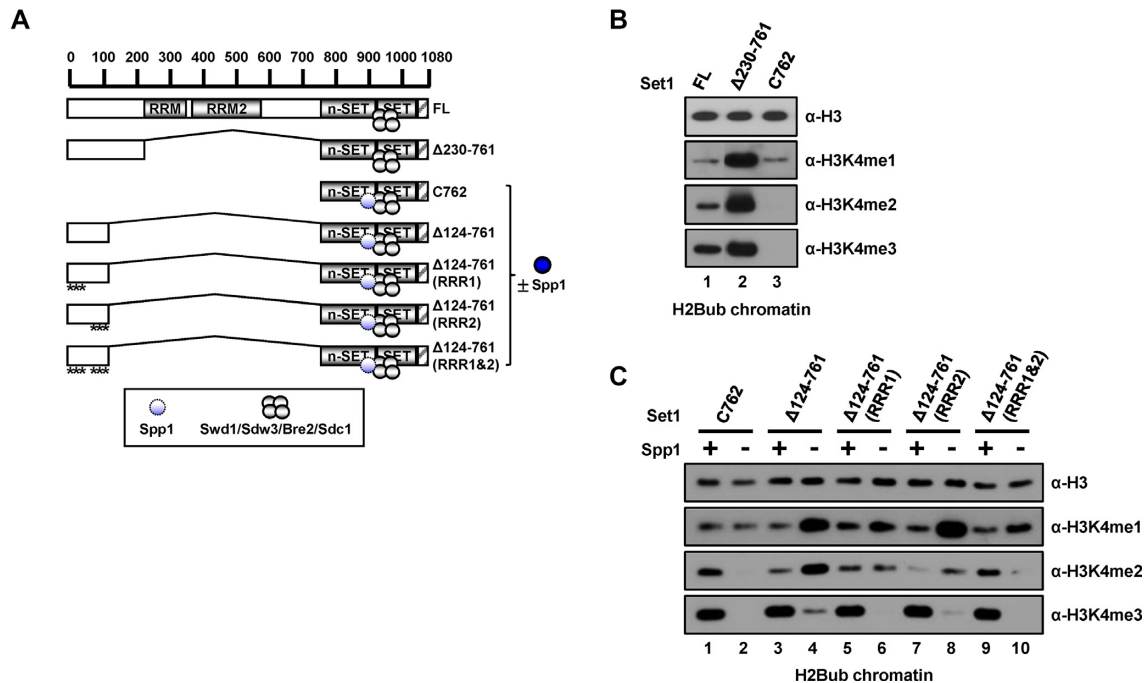 A
0 100 200 300 400 500 600 700 800 900 1000 1080
RRM RRM2 n-SET SET FL
n-SET SET Δ230-761
n-SET SET C762
n-SET SET Δ124-761
n-SET SET Δ124-761
(RRR1)
***
n-SET SET Δ124-761
(RRR2)
***
n-SET SET Δ124-761
(RRR1&2)
*** ***
± Spp1
Spp1 Swd1/Sdw3/Bre2/Sdc1
B
Set1 FL Δ230-761 C762
α-H3
α-H3K4me1
α-H3K4me2
α-H3K4me3
1 2 3
H2Bub chromatin
C
Set1 C762 Δ124-761 Δ124-761 (RRR1) Δ124-761 (RRR2) Δ124-761 (RRR1&2)
Spp1 + - + - + - + - + -
α-H3
α-H3K4me1
α-H3K4me2
α-H3K4me3
1 2 3 4 5 6 7 8 9 10
H2Bub chromatin